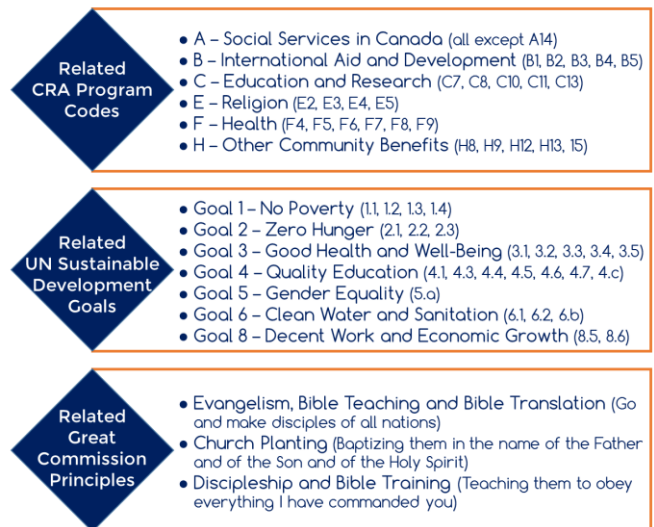 Related
CRA Program
Codes
• A – Social Services in Canada (all except A14)
• B – International Aid and Development (B1, B2, B3, B4, B5)
• C – Education and Research (C7, C8, C10, C11, C13)
• E – Religion (E2, E3, E4, E5)
• F – Health (F4, F5, F6, F7, F8, F9)
• H – Other Community Benefits (H8, H9, H12, H13, 15)
Related
UN Sustainable
Development
Goals
• Goal 1 – No Poverty (1.1, 1.2, 1.3, 1.4)
• Goal 2 – Zero Hunger (2.1, 2.2, 2.3)
• Goal 3 – Good Health and Well-Being (3.1, 3.2, 3.3, 3.4, 3.5)
• Goal 4 – Quality Education (4.1, 4.3, 4.4, 4.5, 4.6, 4.7, 4.c)
• Goal 5 – Gender Equality (5.a)
• Goal 6 – Clean Water and Sanitation (6.1, 6.2, 6.b)
• Goal 8 – Decent Work and Economic Growth (8.5, 8.6)
Related
Great
Commission
Principles
• Evangelism, Bible Teaching and Bible Translation (Go
and make disciples of all nations)
• Church Planting (Baptizing them in the name of the Father
and of the Son and of the Holy Spirit)
• Discipleship and Bible Training (Teaching them to obey
everything I have commanded you)